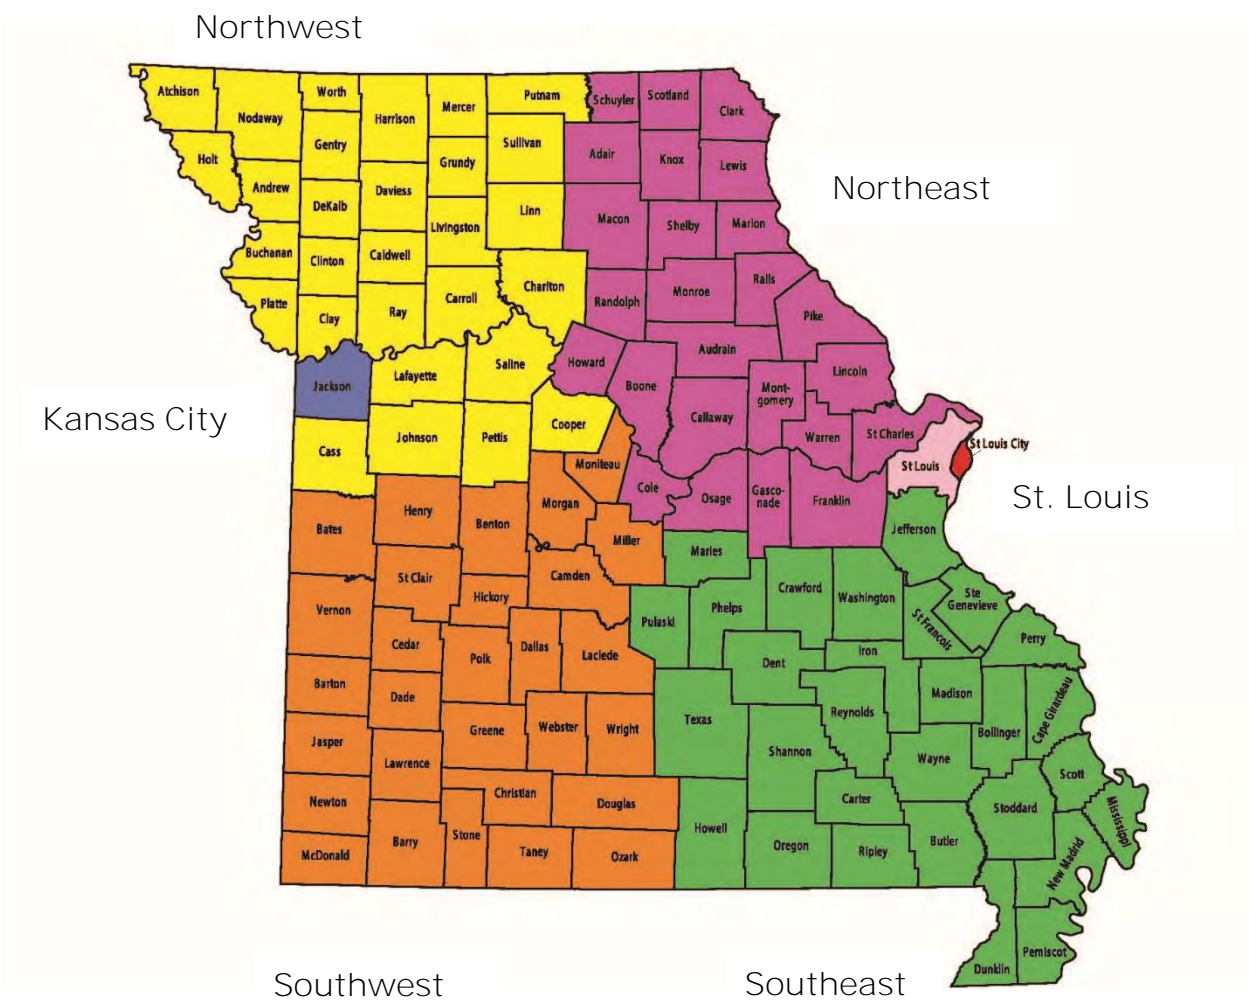 Northwest
Atchison
Nodaway
Worth
Harrison
Mercer
Putnam
Schuyler
Scotland
Clark
Gentry
Sullivan
Holt
Andrew
DeKalb
Daviess
Grundy
Linn
Adair
Knox
Lewis
Northeast
Livingston
Macon
Shelby
Marion
Buchanan
Clinton
Caldwell
Platte
Clay
Ray
Carroll
Chariton
Randolph
Monroe
Ralls
Pike
Jackson
Lafayette
Saline
Howard
Boone
Audrain
Lincoln
Kansas City
Cass
Johnson
Pettis
Cooper
Callaway
Mont-
gomery
Warren
St Charles
St Louis
St Louis City
St. Louis
Moniteau
Morgan
Cole
Osage
Gasco-
nade
Franklin
Jefferson
Bates
Henry
Benton
Miller
Maries
St Clair
Camden
Hickory
Vernon
Pulaski
Phelps
Crawford
Washington
St Francois
Ste
Genevieve
Perry
Cedar
Polk
Dallas
Laclede
Dent
Iron
Madison
Barton
Dade
Greene
Webster
Wright
Texas
Reynolds
Bollinger
Cape Girardeau
Jasper
Lawrence
Shannon
Wayne
Scott
Newton
Christian
Douglas
Carter
Stoddard
Mississippi
McDonald
Barry
Stone
Taney
Ozark
Howell
Oregon
Ripley
Butler
New Madrid
Dunklin
Pemiscot
Southwest
Southeast